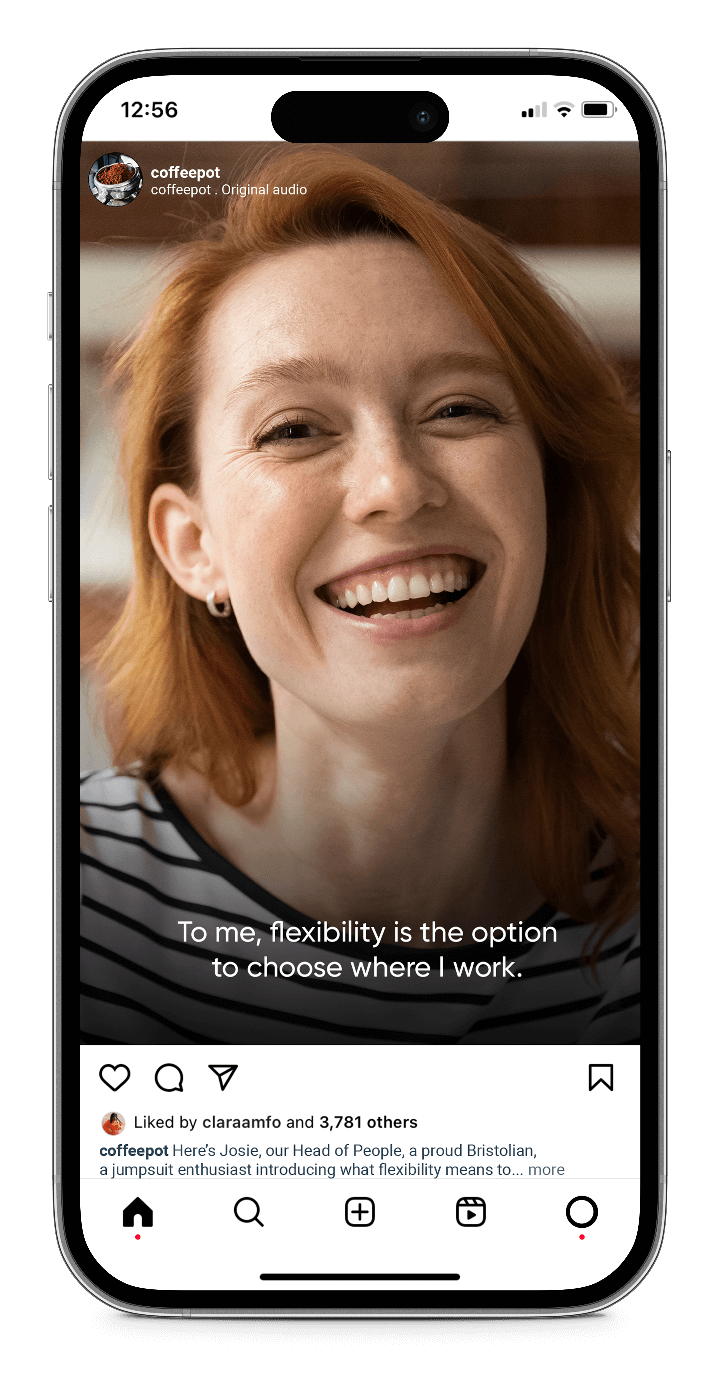 12:56
coffeepot
coffeepot . Original audio
To me, flexibility is the option
to choose where I work.
Liked by claraamfo and 3,781 others
coffeepot Here’s Josie, our Head of People, a proud Bristolian,
a jumpsuit enthusiast introducing what flexibility means to... more